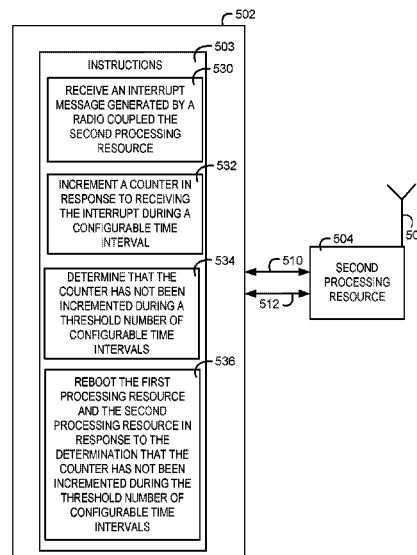 502
503
INSTRUCTIONS
530
RECEIVE AN INTERRUPT
MESSAGE GENERATED BY A
RADIO COUPLED THE
SECOND PROCESSING
RESOURCE
532
INCREMENT A COUNTER IN
RESPONSE TO RECEIVING
THE INTERRUPT DURING A
CONFIGURABLE TIME
INTERVAL
534
DETERMINE THAT THE
COUNTER HAS NOT BEEN
INCREMENTED DURING A
THRESHOLD NUMBER OF
CONFIGURABLE TIME
INTERVALS
536
REBOOT THE FIRST
PROCESSING RESOURCE
AND THE SECOND
PROCESSING RESOURCE IN
RESPONSE TO THE
DETERMINATION THAT THE
COUNTER HAS NOT BEEN
INCREMENTED DURING THE
THRESHOLD NUMBER OF
CONFIGURABLE TIME
INTERVALS
510
512
504
SECOND
PROCESSING
RESOURCE